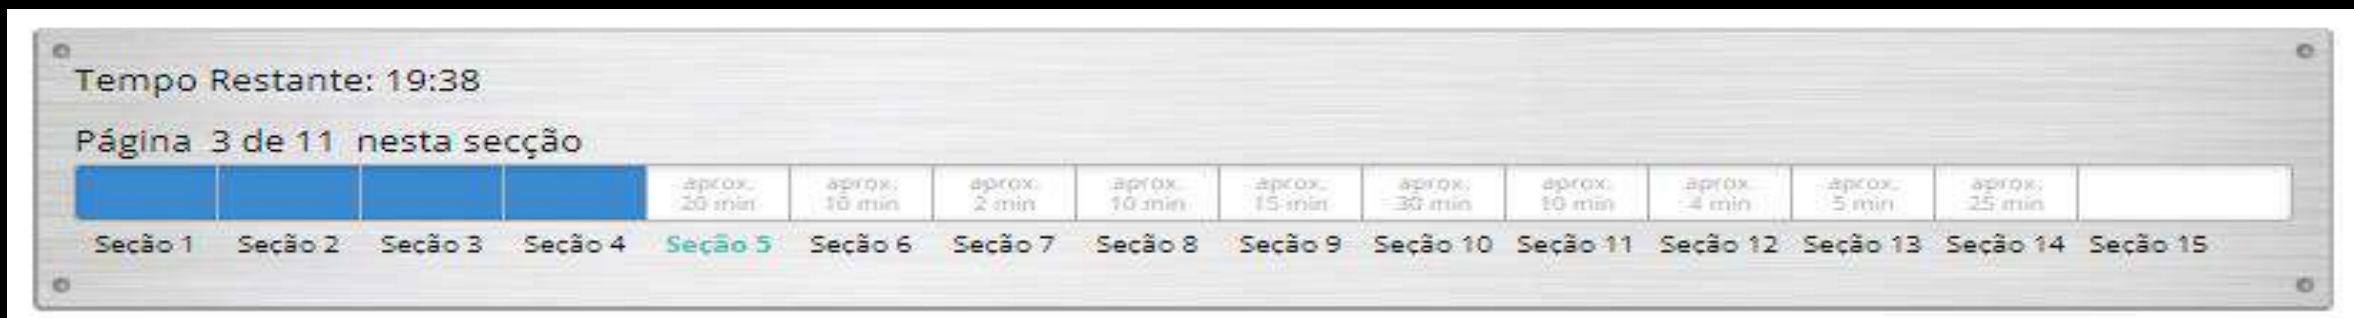 Tempo Restante: 19:38
Página 3 de 11 nesta secção
aprox. aprox. aprox. aprox. aprox. aprox. aprox. aprox. aprox. aprox.
20 min 10 min 2 min 10 min 15 min 30 min 10 min 4 min 5 min 25 min
Seção 1 Seção 2 Seção 3 Seção 4 Seção 5 Seção 6 Seção 7 Seção 8 Seção 9 Seção 10 Seção 11 Seção 12 Seção 13 Seção 14 Seção 15